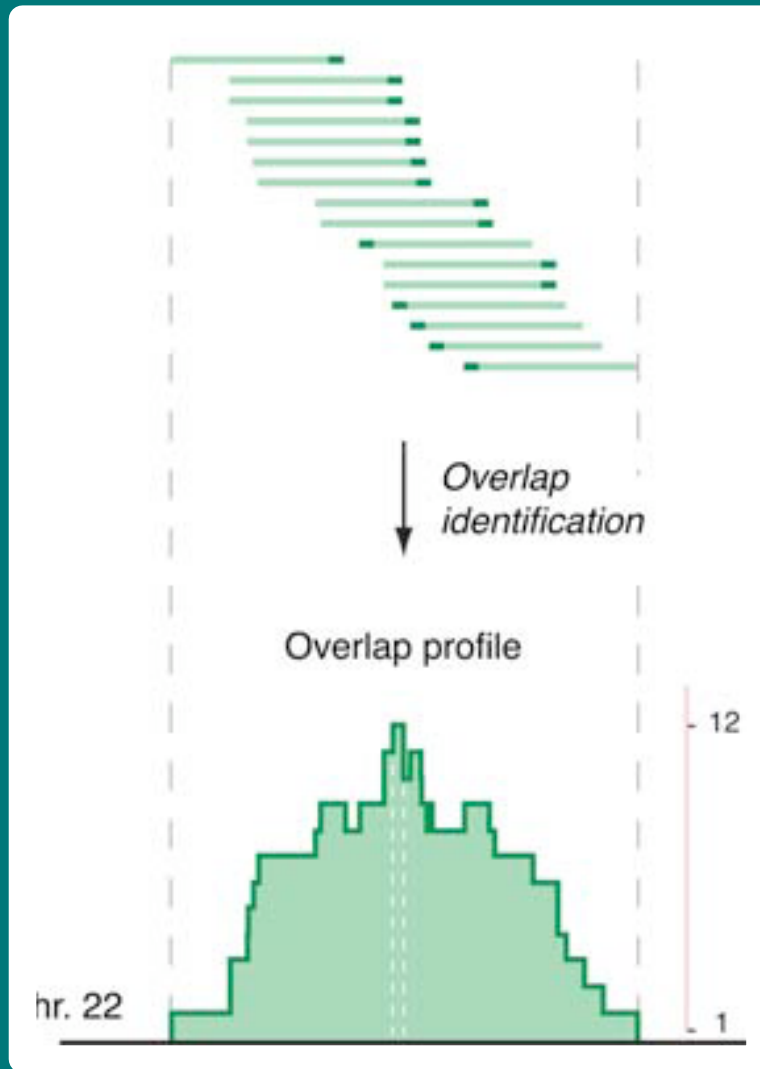 Overlap
identification
Overlap profile
12
hr. 22
1